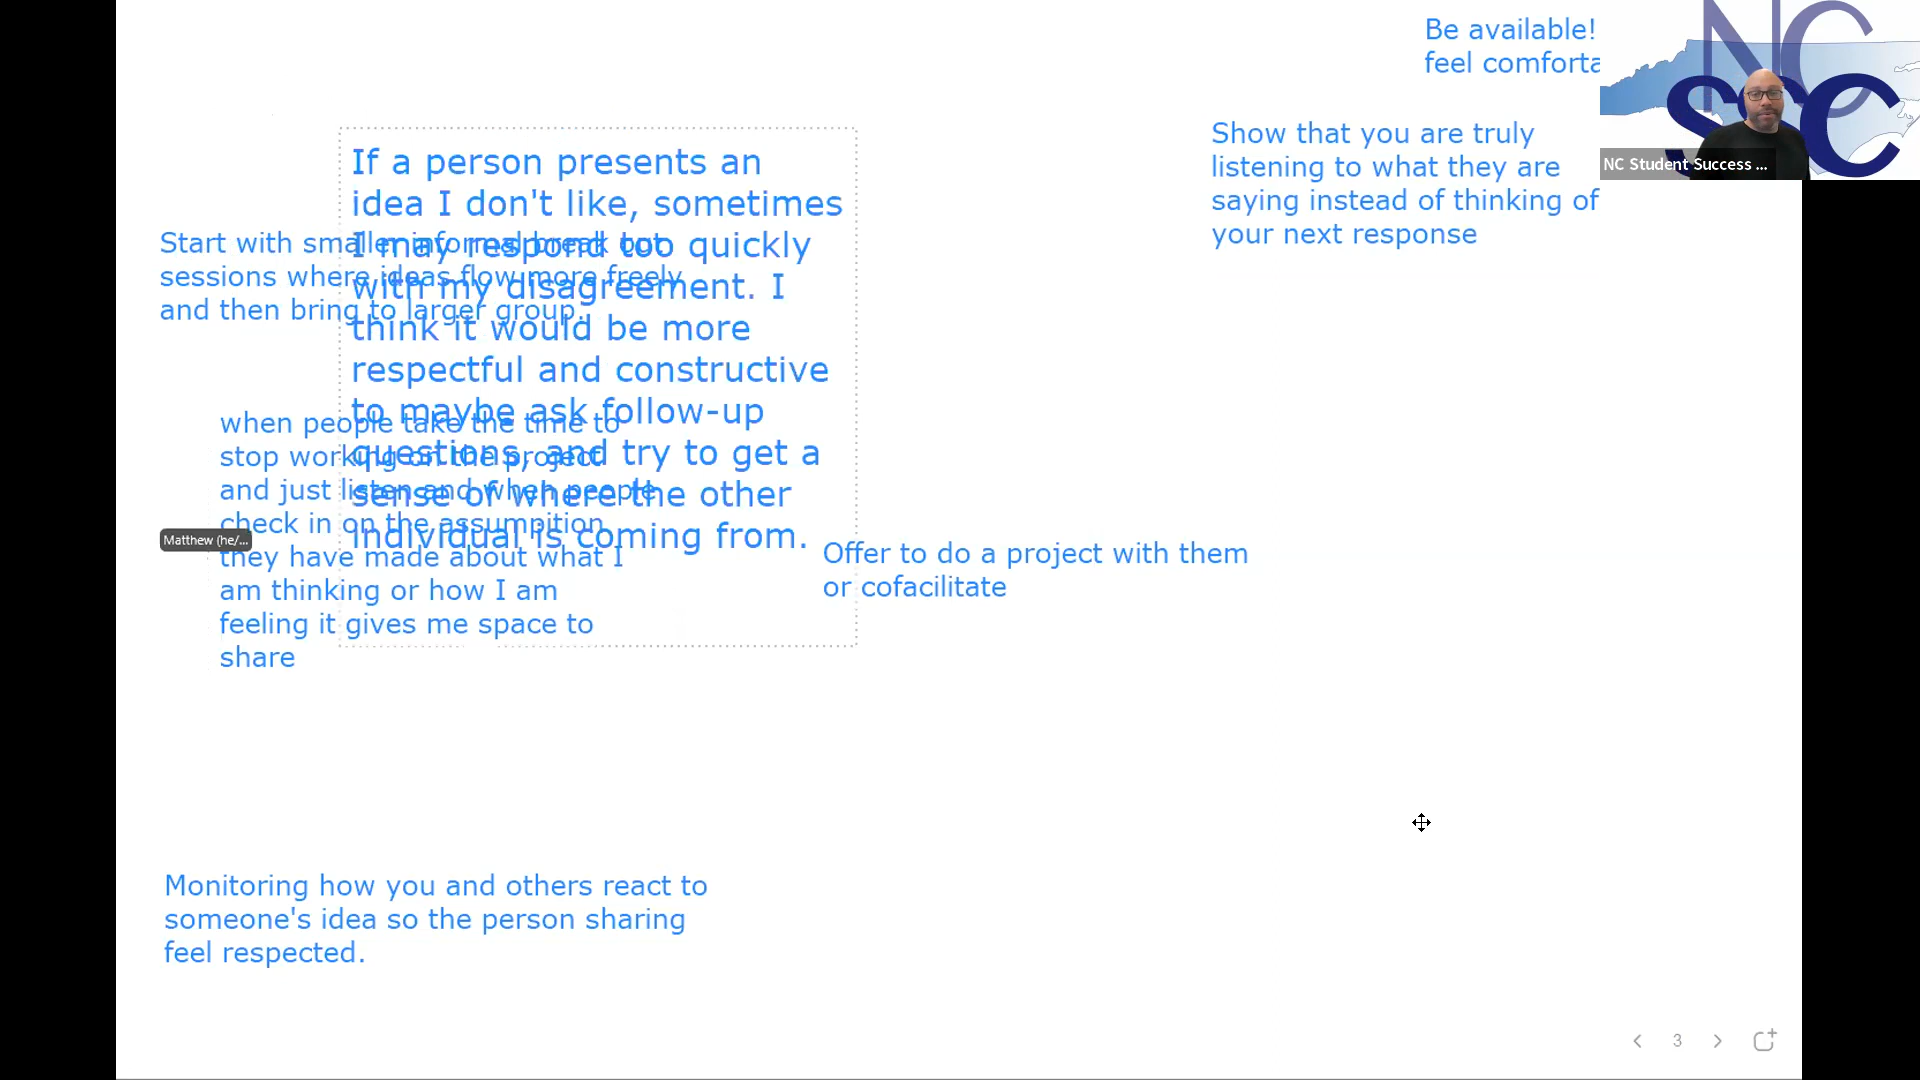 Be available!
feel comforta
NC
SSC
NC Student Success ...
Show that you are truly
listening to what they are
saying instead of thinking of
your next response
If a person presents an
idea I don't like, sometimes
I may respond too quickly
with my disagreement. I
think it would be more
respectful and constructive
to maybe ask follow-up
questions, and try to get a
sense of where the other
individual is coming from.
Start with smaller informal break out
sessions where ideas flow more freely
and then bring to larger group.
when people take the time to
stop working on the project
and just listen and when people
check in on the assumpition
they have made about what I
am thinking or how I am
feeling it gives me space to
share
Matthew (he/...
Offer to do a project with them
or cofacilitate
Monitoring how you and others react to
someone's idea so the person sharing
feel respected.
3